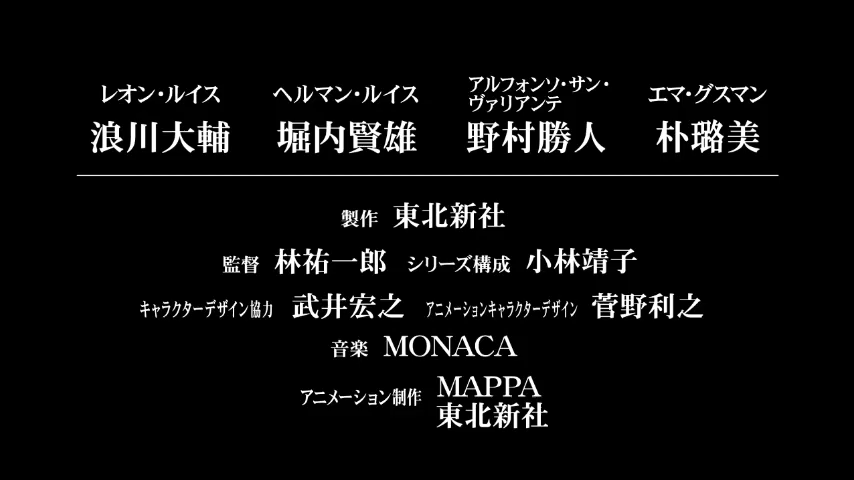 レオン・ルイス
浪川大輔
ヘルマン・ルイス
堀内賢雄
アルフォンソ・サン・
ヴァリアンテ
野村勝人
エマ・グスマン
朴璐美
製作 東北新社
監督 林祐一郎 シリーズ構成 小林靖子
キャラクターデザイン協力 武井宏之 アニメーションキャラクターデザイン 菅野利之
音楽 MONACA
アニメーション制作 MAPPA
東北新社